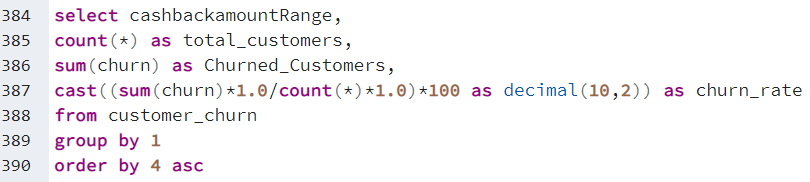 384 select cashbackamountRange,
385 count(*) as total_customers,
386 sum(churn) as Churned_Customers,
387 cast((sum(churn)*1.0/count(*)*1.0)*100 as decimal(10,2)) as churn_rate
388 from customer_churn
389 group by 1
390 order by 4 asc